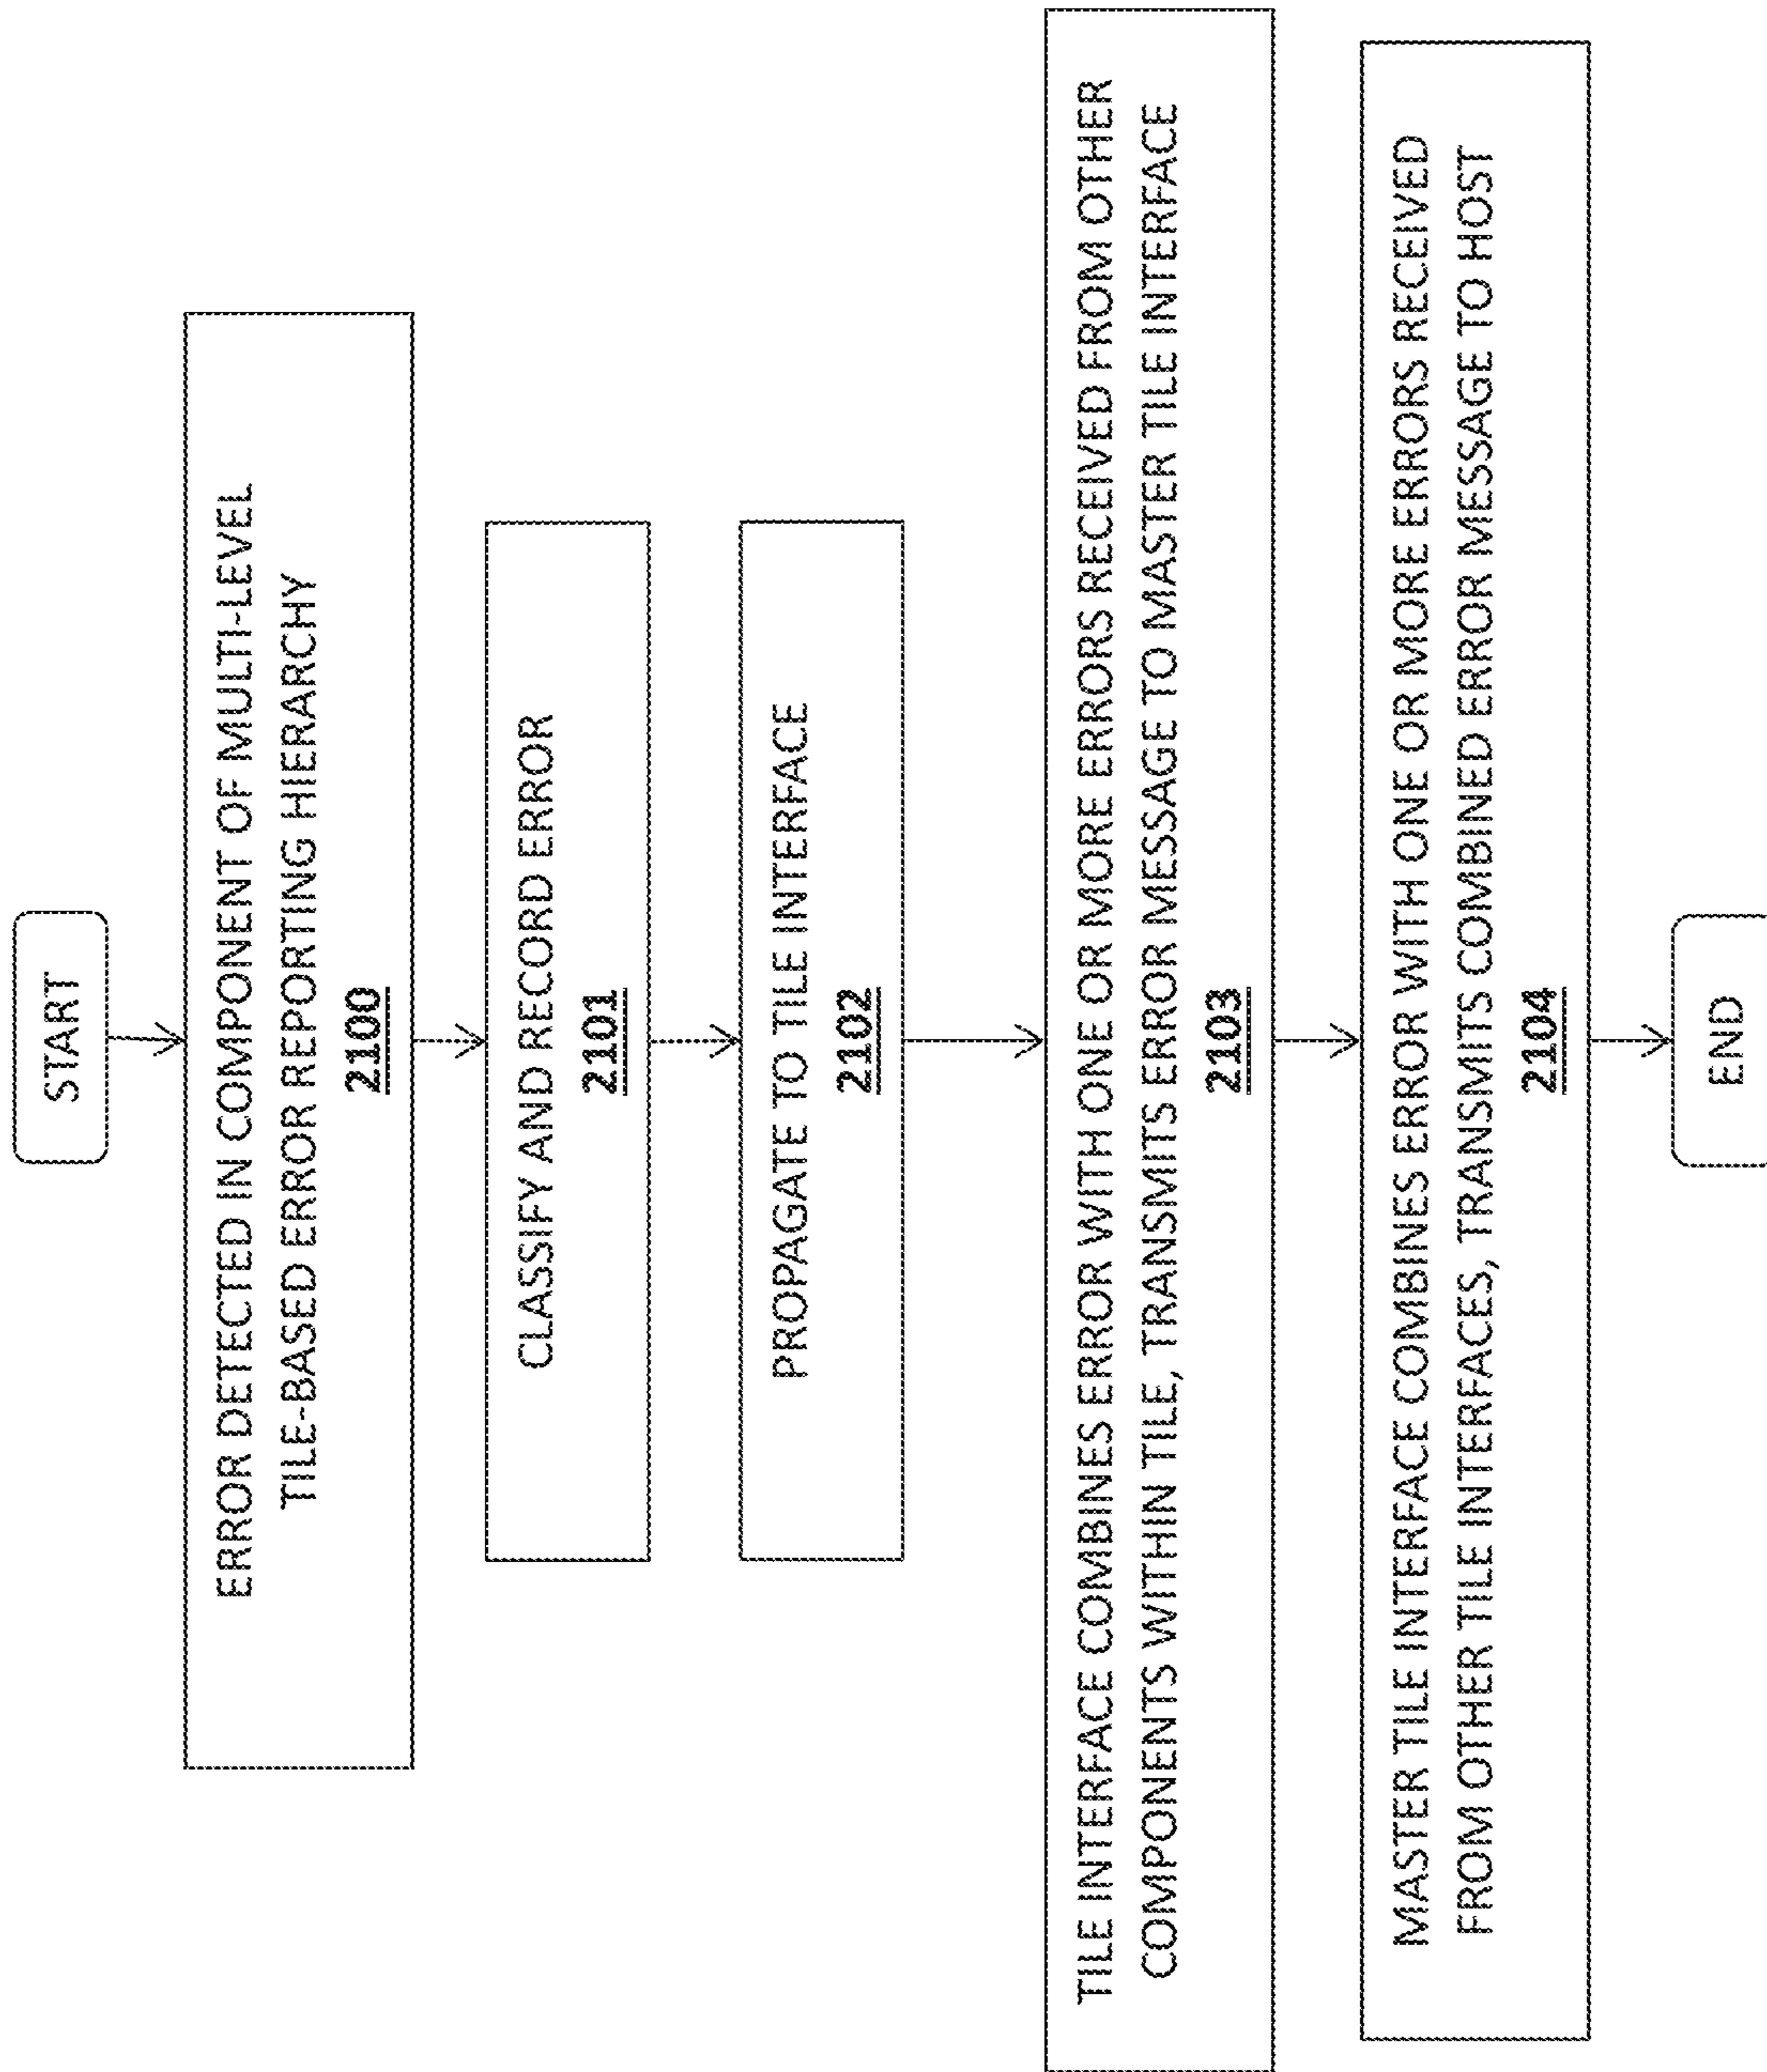 START
ERROR DETECTED IN COMPONENT OF MULTI-LEVEL
TILE-BASED ERROR REPORTING HIERARCHY
2100
CLASSIFY AND RECORD ERROR
2101
PROPAGATE TO TILE INTERFACE
2102
TILE INTERFACE COMBINES ERROR WITH ONE OR MORE ERRORS RECEIVED FROM OTHER
COMPONENTS WITHIN TILE, TRANSMITS ERROR MESSAGE TO MASTER TILE INTERFACE
2103
MASTER TILE INTERFACE COMBINES ERROR WITH ONE OR MORE ERRORS RECEIVED
FROM OTHER TILE INTERFACES, TRANSMITS COMBINED ERROR MESSAGE TO HOST
2104
END